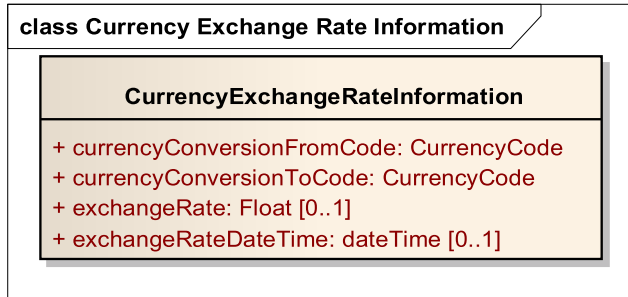 class Currency Exchange Rate Information
CurrencyExchangeRateInformation
+ currencyConversionFromCode: CurrencyCode
+ currencyConversionToCode: CurrencyCode
+ exchangeRate: Float [0..1]
+ exchangeRateDateTime: dateTime [0..1]